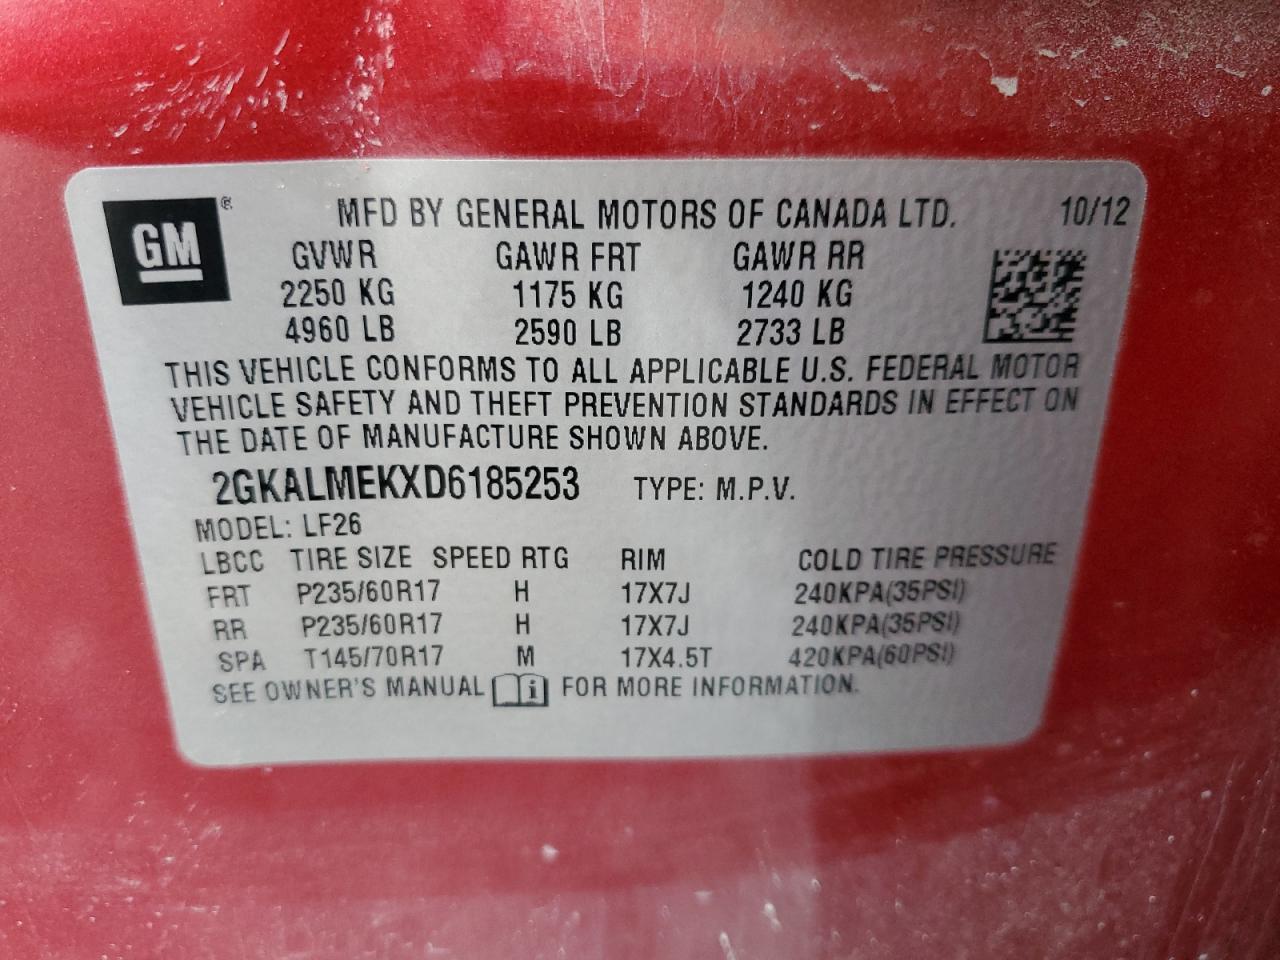 GM ®
MFD BY GENERAL MOTORS OF CANADA LTD. 10/12
GVWR GAWR FRT GAWR RR
2250 KG 1175 KG 1240 KG
4960 LB 2590 LB 2733 LB
THIS VEHICLE CONFORMS TO ALL APPLICABLE U.S. FEDERAL MOTOR
VEHICLE SAFETY AND THEFT PREVENTION STANDARDS IN EFFECT ON
THE DATE OF MANUFACTURE SHOWN ABOVE.
2GKALMEKXD6185253 TYPE: M.P.V.
MODEL: LF26
LBCC TIRE SIZE SPEED RTG RIM COLD TIRE PRESSURE
FRT P235/60R17 H 17X7J 240KPA(35PSI)
RR P235/60R17 H 17X7J 240KPA(35PSI)
SPA T145/70R17 M 17X4.5T 420KPA(60PSI)
SEE OWNER'S MANUAL i FOR MORE INFORMATION.